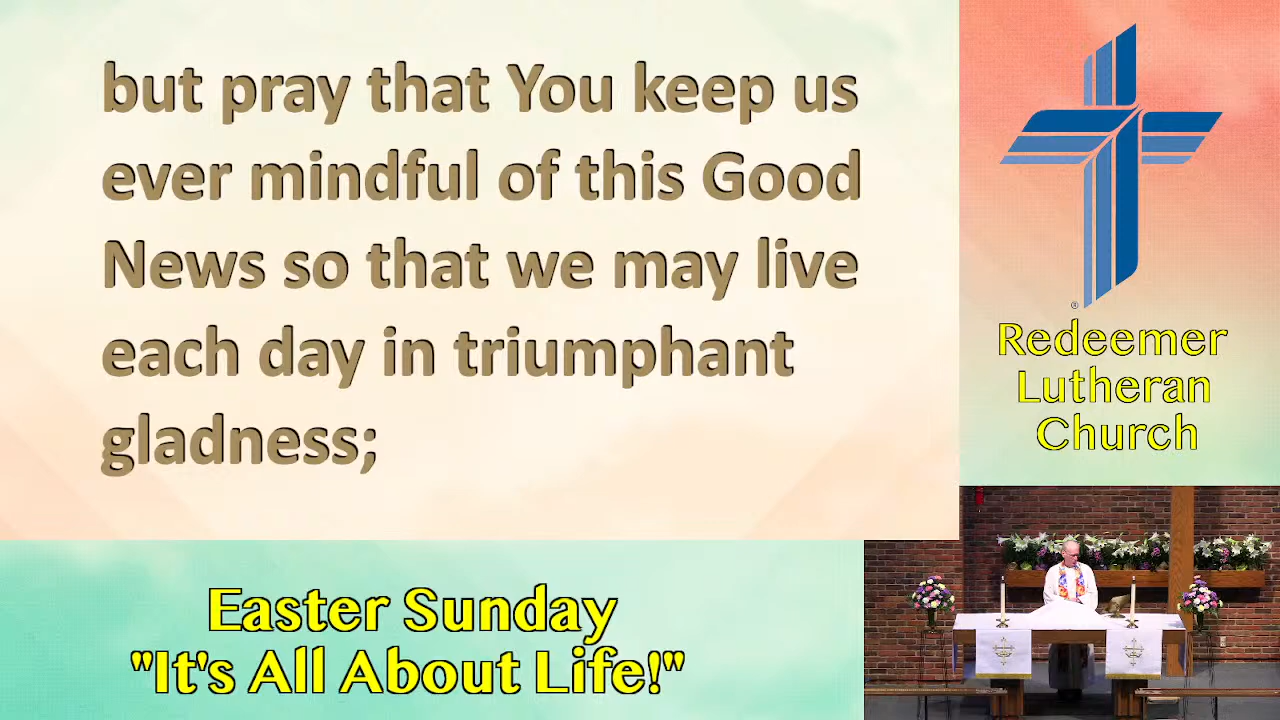 but pray that You keep us
ever mindful of this Good
News so that we may live
each day in triumphant
gladness;
®
Redeemer
Lutheran
Church
Easter Sunday
"It's All About Life!"